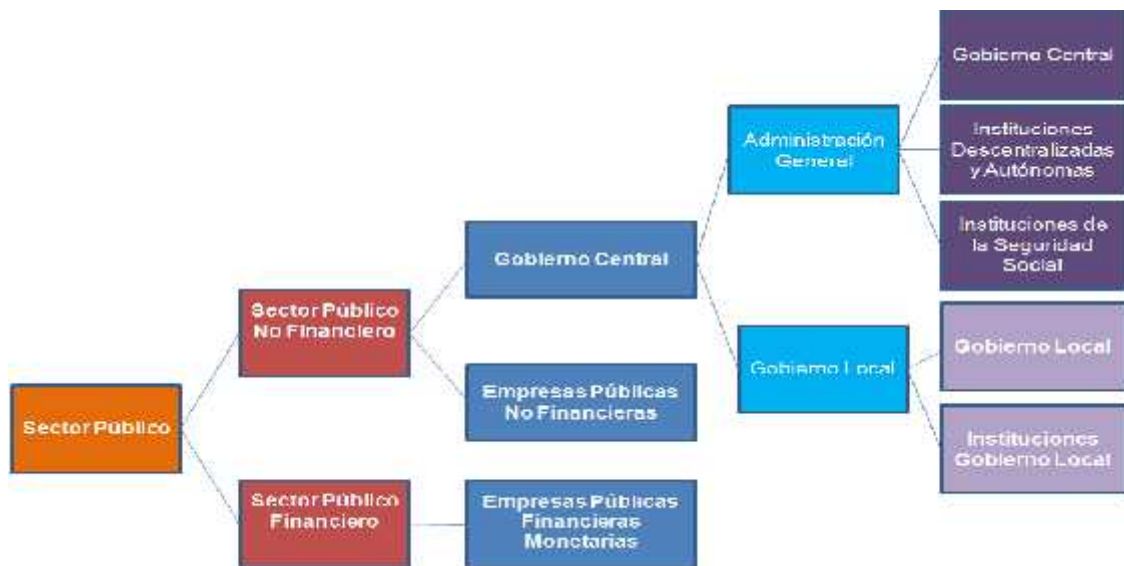 Sector Público
Sector Público
No Financiero
Sector Público
Financiero
Gobierno Central
Empresas Públicas
No Financieras
Empresas Públicas
Financieras
Monetarias
Administración
General
Gobierno Local
Gobierno Central
Instituciones
Descentralizadas
y Autónomas
Instituciones de
la Seguridad
Social
Gobierno Local
Instituciones
Gobierno Local